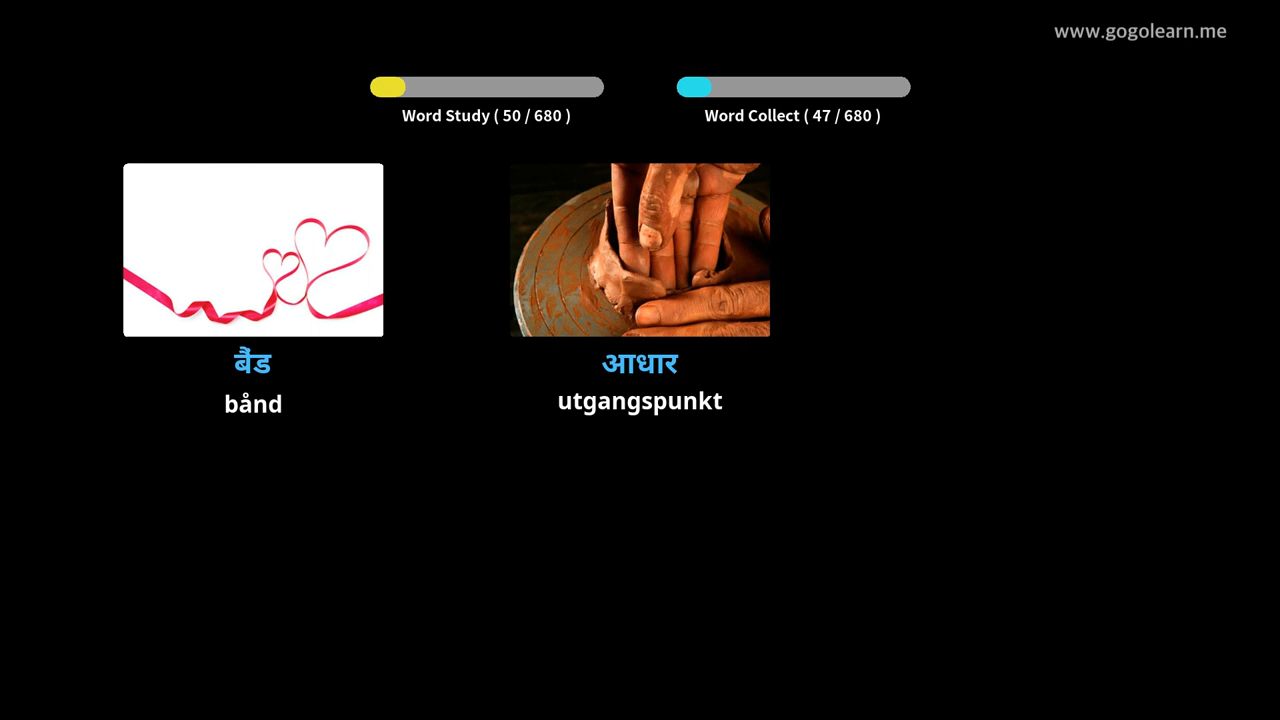 www.gogolearn.me
Word Study ( 50 / 680 )
Word Collect ( 47 / 680 )
बैंड
bånd
आधार
utgangspunkt